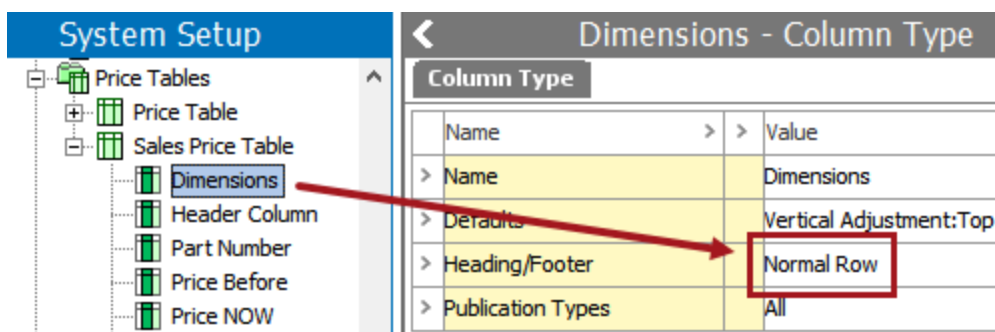 System Setup
Price Tables
Price Table
Sales Price Table
Dimensions
Header Column
Part Number
Price Before
Price NOW
Dimensions - Column Type
Column Type
Name > > Value
> Name Dimensions
> Defaults Vertical Adjustment:Top
> Heading/Footer Normal Row
> Publication Types All